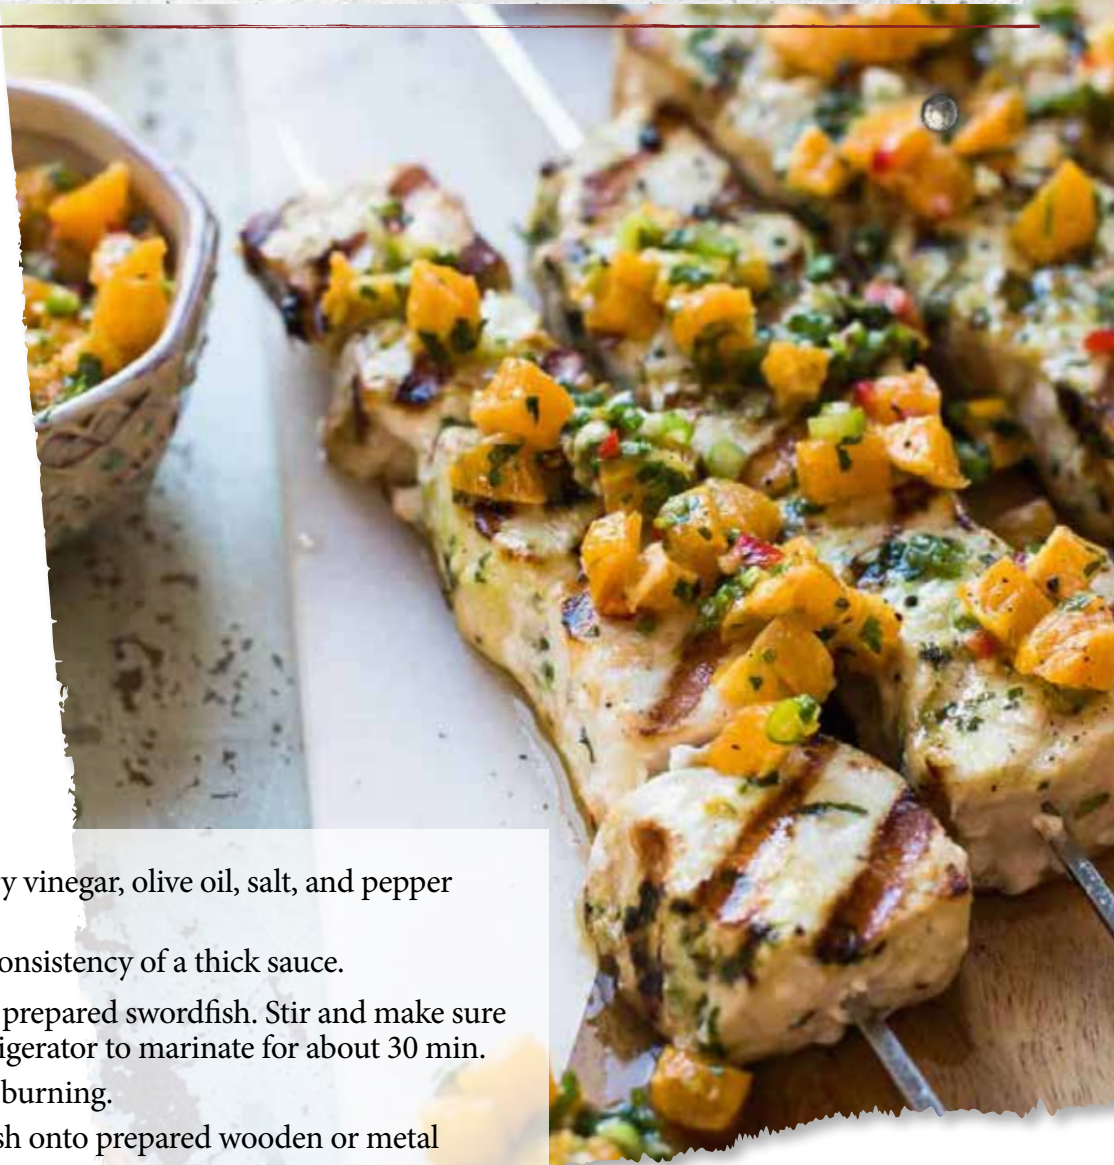 y vinegar, olive oil, salt, and pepper
onsistency of a thick sauce.
prepared swordfish. Stir and make sure
igerator to marinate for about 30 min.
burning.
sh onto prepared wooden or metal